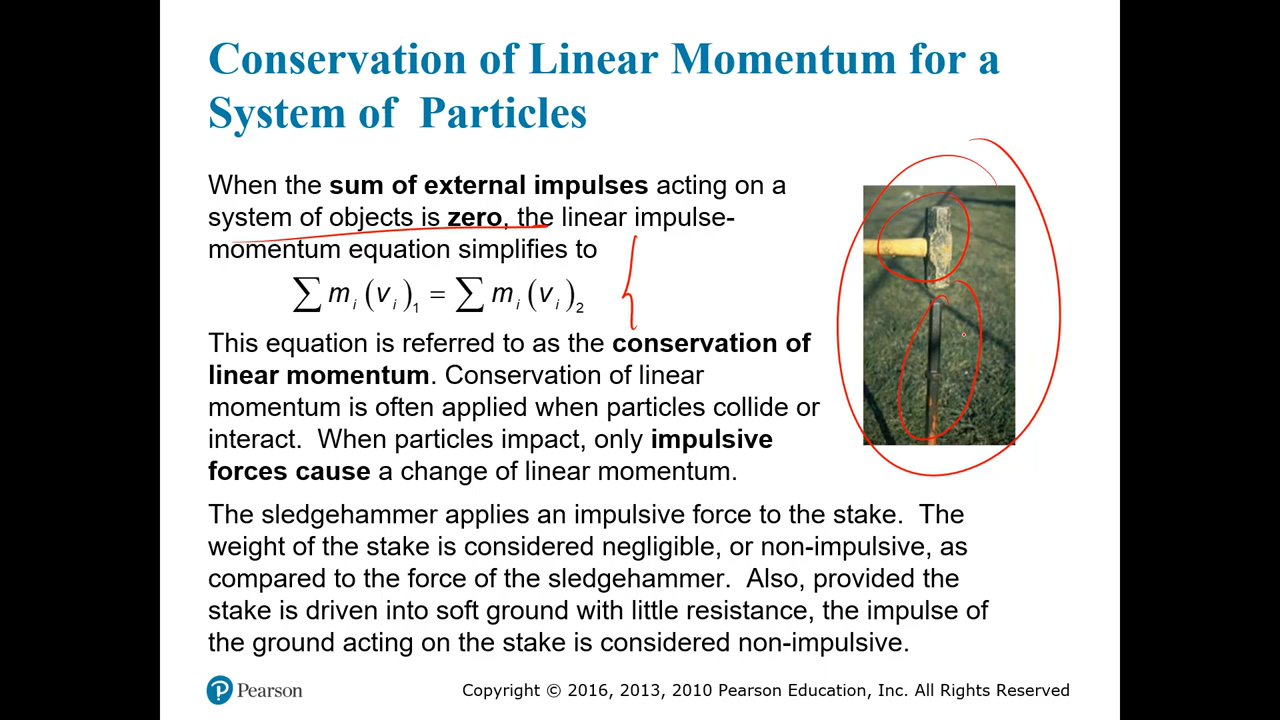 Conservation of Linear Momentum for a
System of Particles
When the sum of external impulses acting on a
system of objects is zero, the linear impulse-
momentum equation simplifies to
∑ mᵢ (vᵢ)₁ = ∑ mᵢ (vᵢ)₂
This equation is referred to as the conservation of
linear momentum. Conservation of linear
momentum is often applied when particles collide or
interact. When particles impact, only impulsive
forces cause a change of linear momentum.
The sledgehammer applies an impulsive force to the stake. The
weight of the stake is considered negligible, or non-impulsive, as
compared to the force of the sledgehammer. Also, provided the
stake is driven into soft ground with little resistance, the impulse of
the ground acting on the stake is considered non-impulsive.
P Pearson
Copyright © 2016, 2013, 2010 Pearson Education, Inc. All Rights Reserved